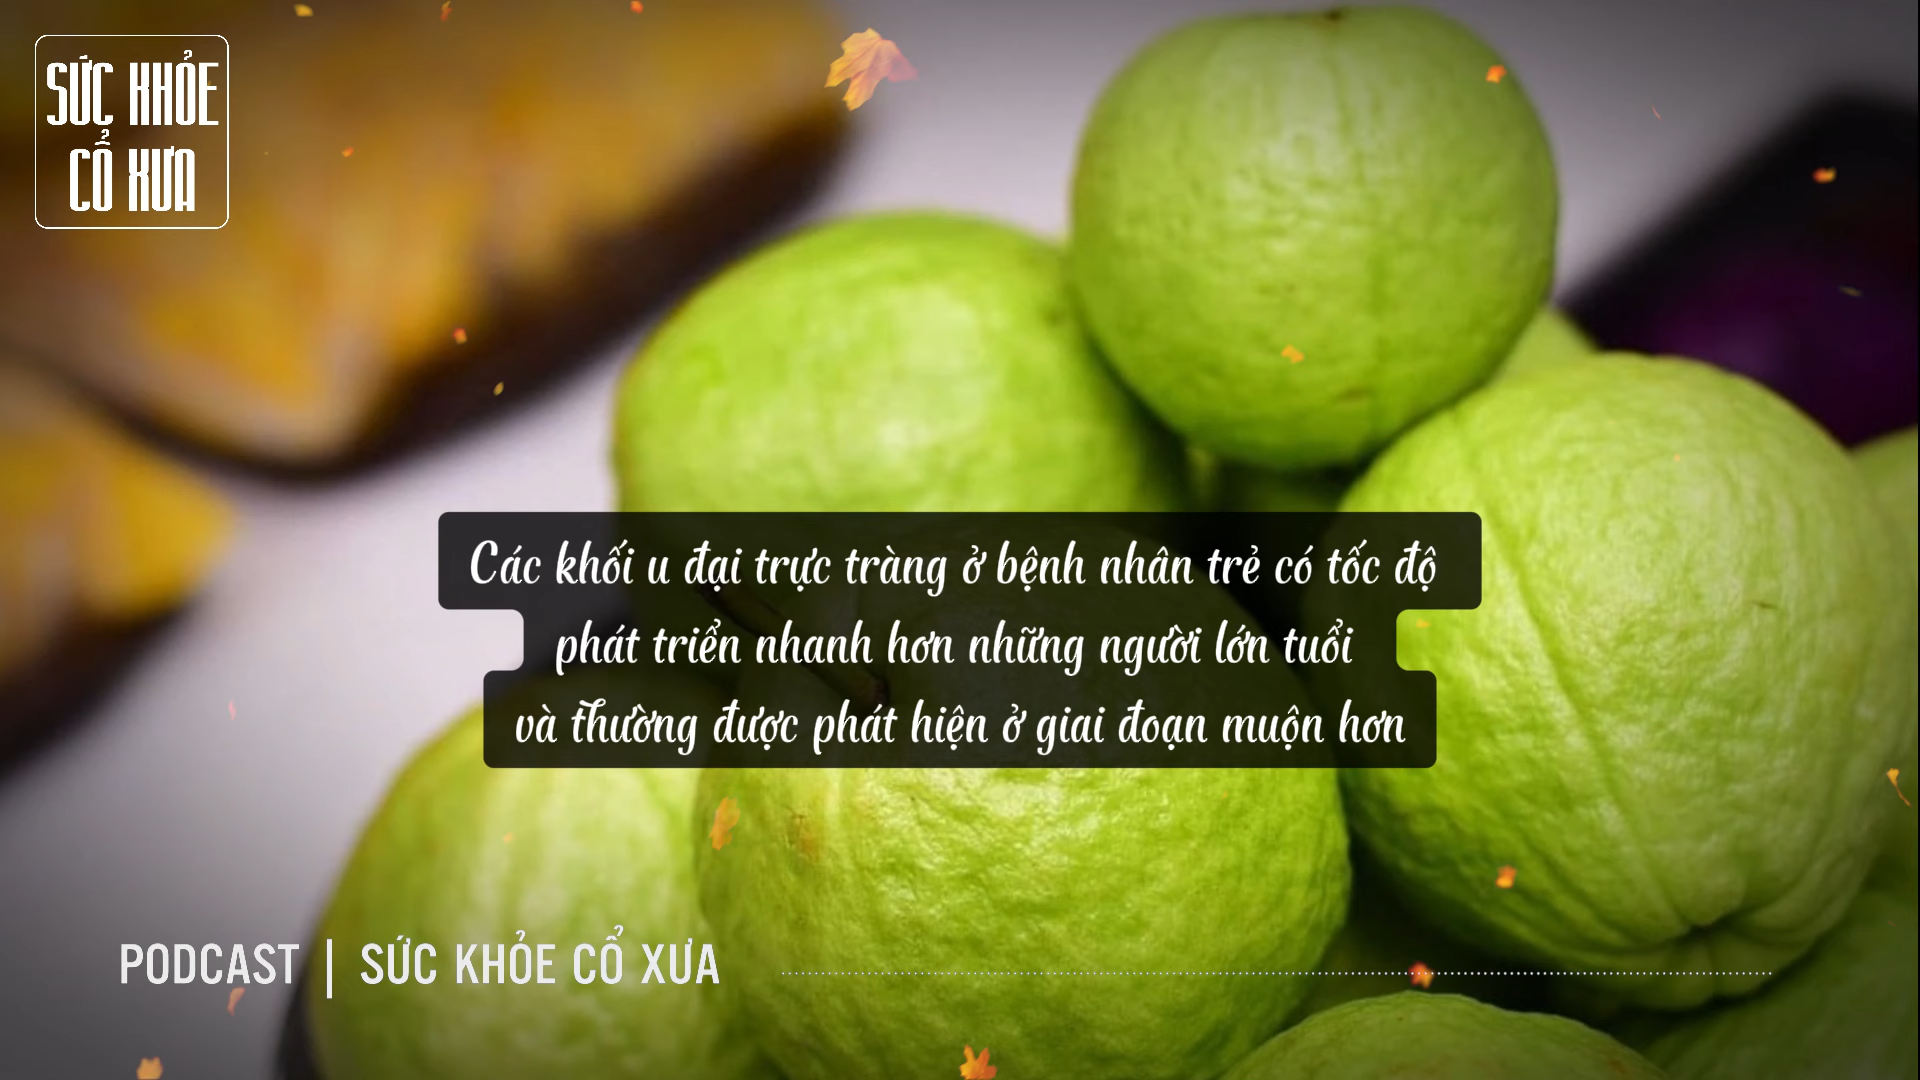 SỨC KHỎE
CỔ XƯA
Các khối u đại trực tràng ở bệnh nhân trẻ có tốc độ
phát triển nhanh hơn những người lớn tuổi
và thường được phát hiện ở giai đoạn muộn hơn
PODCAST | SỨC KHỎE CỔ XƯA